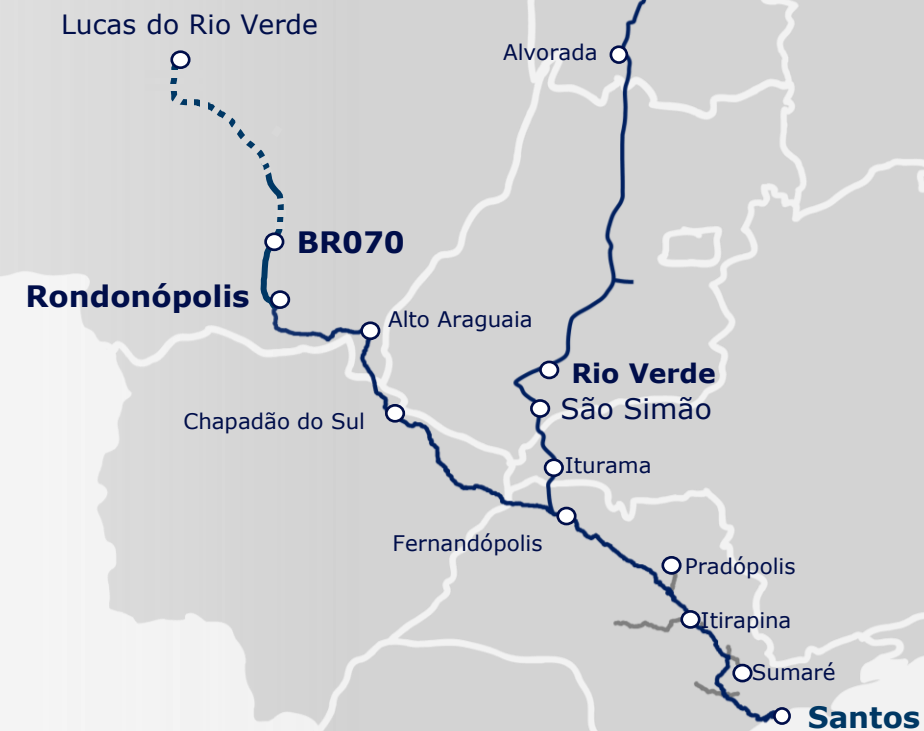 Lucas do Rio Verde
Alvorada
BR070
Rondonópolis
Alto Araguaia
Rio Verde
São Simão
Chapadão do Sul
Iturama
Fernandópolis
Pradópolis
Itirapina
Sumaré
Santos